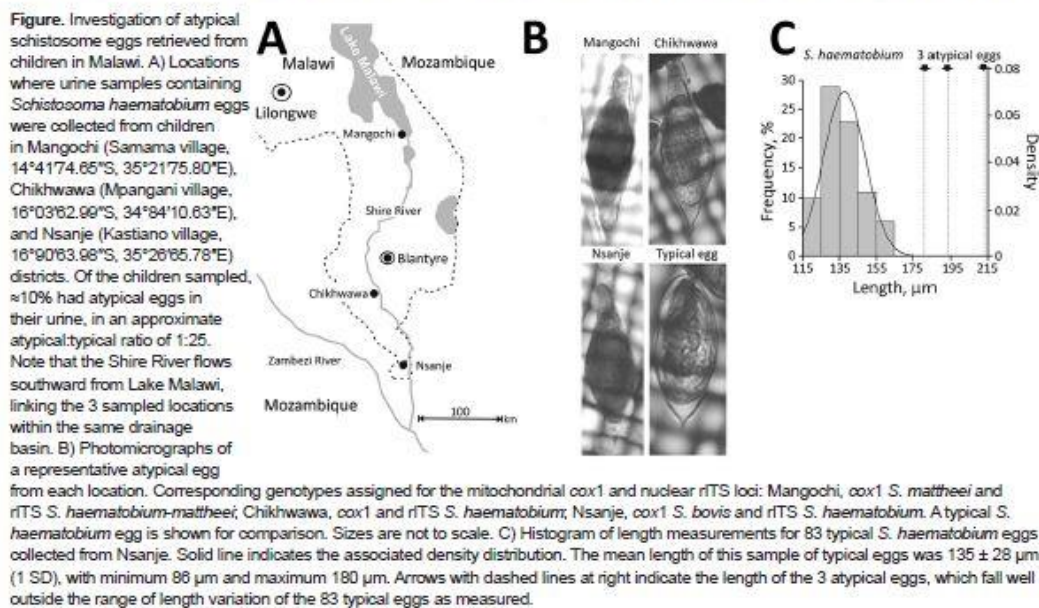 Figure. Investigation of atypical
schistosome eggs retrieved from
children in Malawi. A) Locations
where urine samples containing
Schistosoma haematobium eggs
were collected from children
in Mangochi (Samama village,
14°41'74.65"S, 35°21'75.80"E),
Chikhwawa (Mpangani village,
16°03'62.99"S, 34°84'10.63"E),
and Nsanje (Kastiano village,
16°90'63.98"S, 35°26'65.78"E)
districts. Of the children sampled,
≈10% had atypical eggs in
their urine, in an approximate
atypical:typical ratio of 1:25.
Note that the Shire River flows
southward from Lake Malawi,
linking the 3 sampled locations
within the same drainage
basin. B) Photomicrographs of
a representative atypical egg
from each location. Corresponding genotypes assigned for the mitochondrial cox1 and nuclear rITS loci: Mangochi, cox1 S. mattheei and
rITS S. haematobium-mattheei; Chikhwawa, cox1 and rITS S. haematobium; Nsanje, cox1 S. bovis and rITS S. haematobium. A typical S.
haematobium egg is shown for comparison. Sizes are not to scale. C) Histogram of length measurements for 83 typical S. haematobium eggs
collected from Nsanje. Solid line indicates the associated density distribution. The mean length of this sample of typical eggs was 135 ± 28 µm
(1 SD), with minimum 86 µm and maximum 180 µm. Arrows with dashed lines at right indicate the length of the 3 atypical eggs, which fall well
outside the range of length variation of the 83 typical eggs as measured.
A
Malawi
Lake Malawi
Mozambique
Lilongwe
Mangochi
Shire River
Blantyre
Chikhwawa
Zambezi River
Nsanje
Mozambique
100
km
B
Mangochi
Chikhwawa
Nsanje
Typical egg
C
S. haematobium
3 atypical eggs
30
25
20
15
10
5
0
Frequency, %
0.08
0.06
0.04
0.02
0
Density
115 135 155 175 195 215
Length, µm